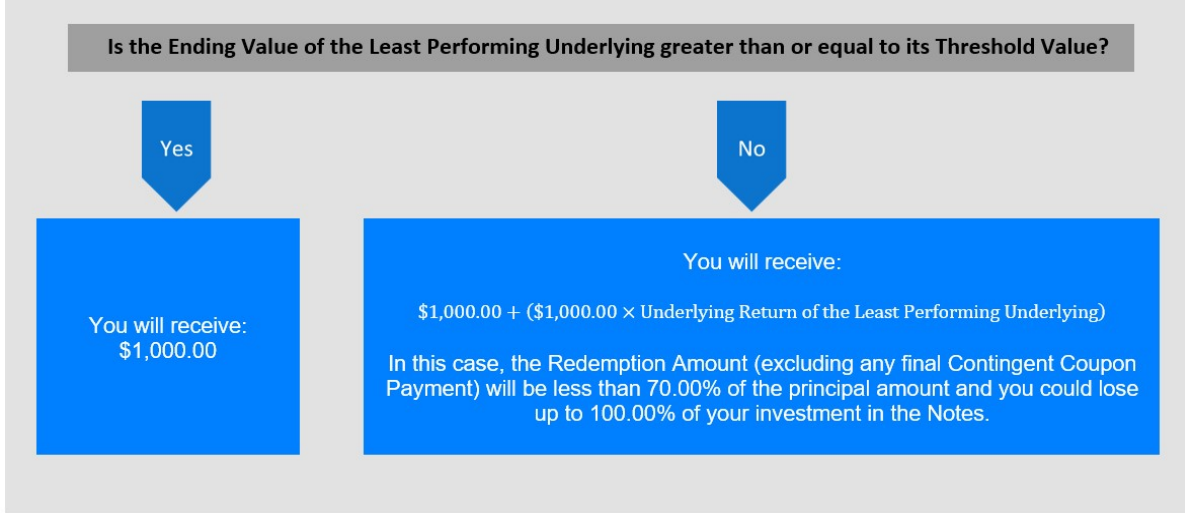 Is the Ending Value of the Least Performing Underlying greater than or equal to its Threshold Value?
Yes
No
You will receive:
$1,000.00
You will receive:
$1,000.00 + ($1,000.00 × Underlying Return of the Least Performing Underlying)
In this case, the Redemption Amount (excluding any final Contingent Coupon
Payment) will be less than 70.00% of the principal amount and you could lose
up to 100.00% of your investment in the Notes.